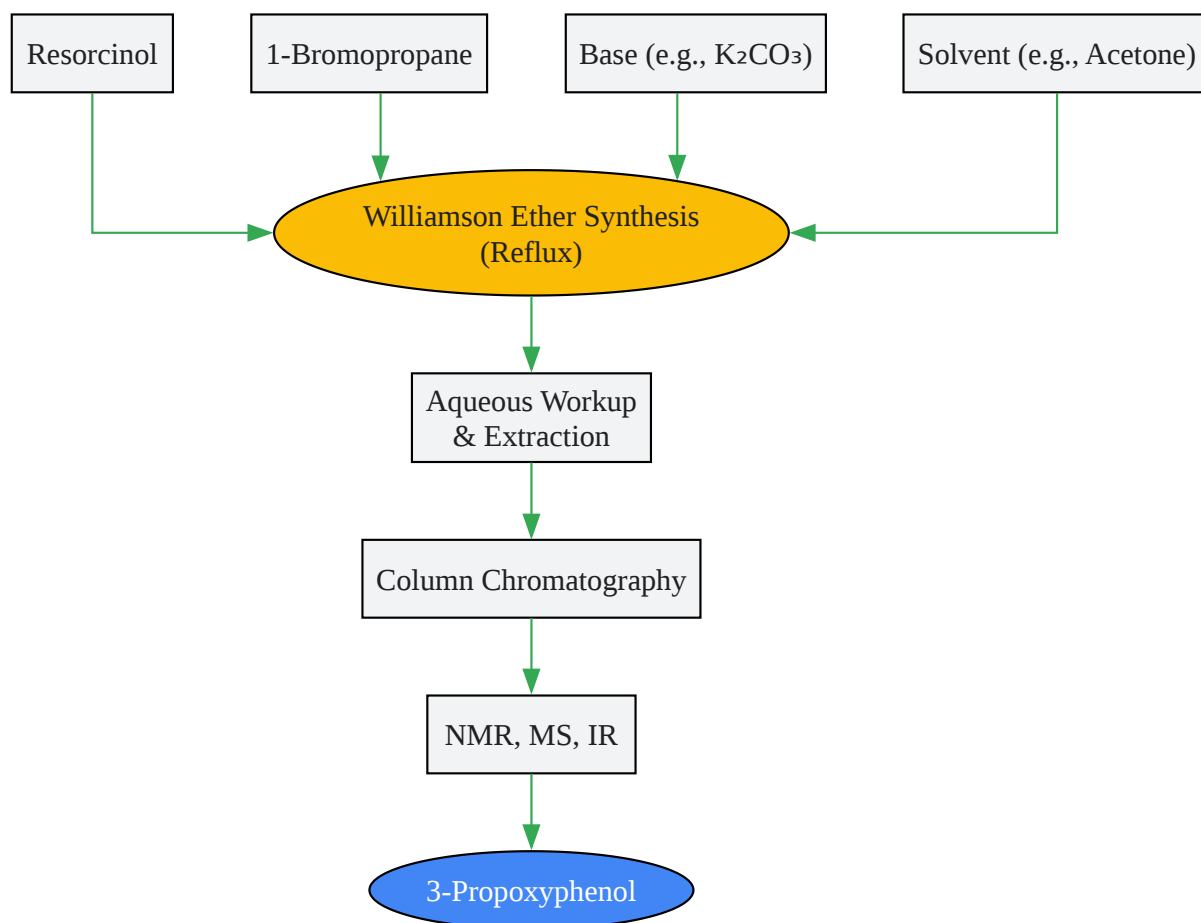 Resorcinol
1-Bromopropane
Base (e.g., K₂CO₃)
Solvent (e.g., Acetone)
Williamson Ether Synthesis
(Reflux)
Aqueous Workup
& Extraction
Column Chromatography
NMR, MS, IR
3-Propoxyphenol